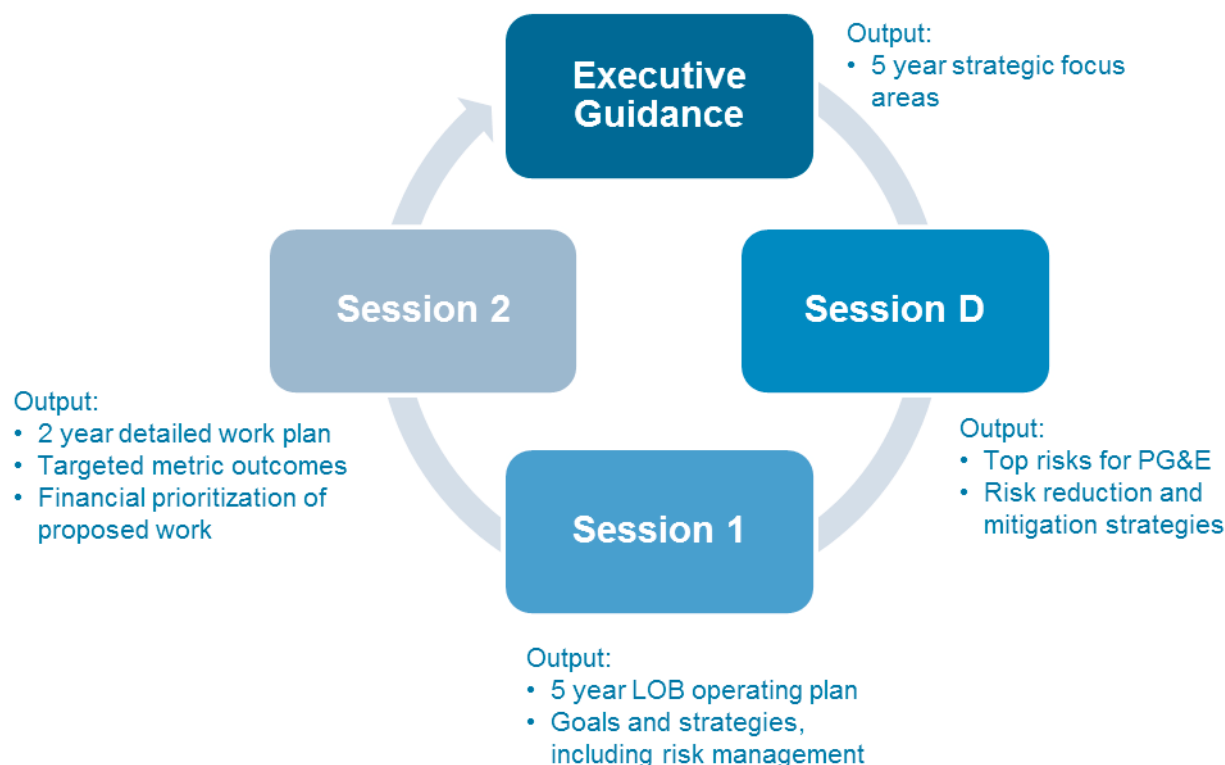 Executive
Guidance
Output:
• 5 year strategic focus
areas
Session D
Output:
• Top risks for PG&E
• Risk reduction and
mitigation strategies
Session 1
Output:
• 5 year LOB operating plan
• Goals and strategies,
including risk management
Session 2
Output:
• 2 year detailed work plan
• Targeted metric outcomes
• Financial prioritization of
proposed work